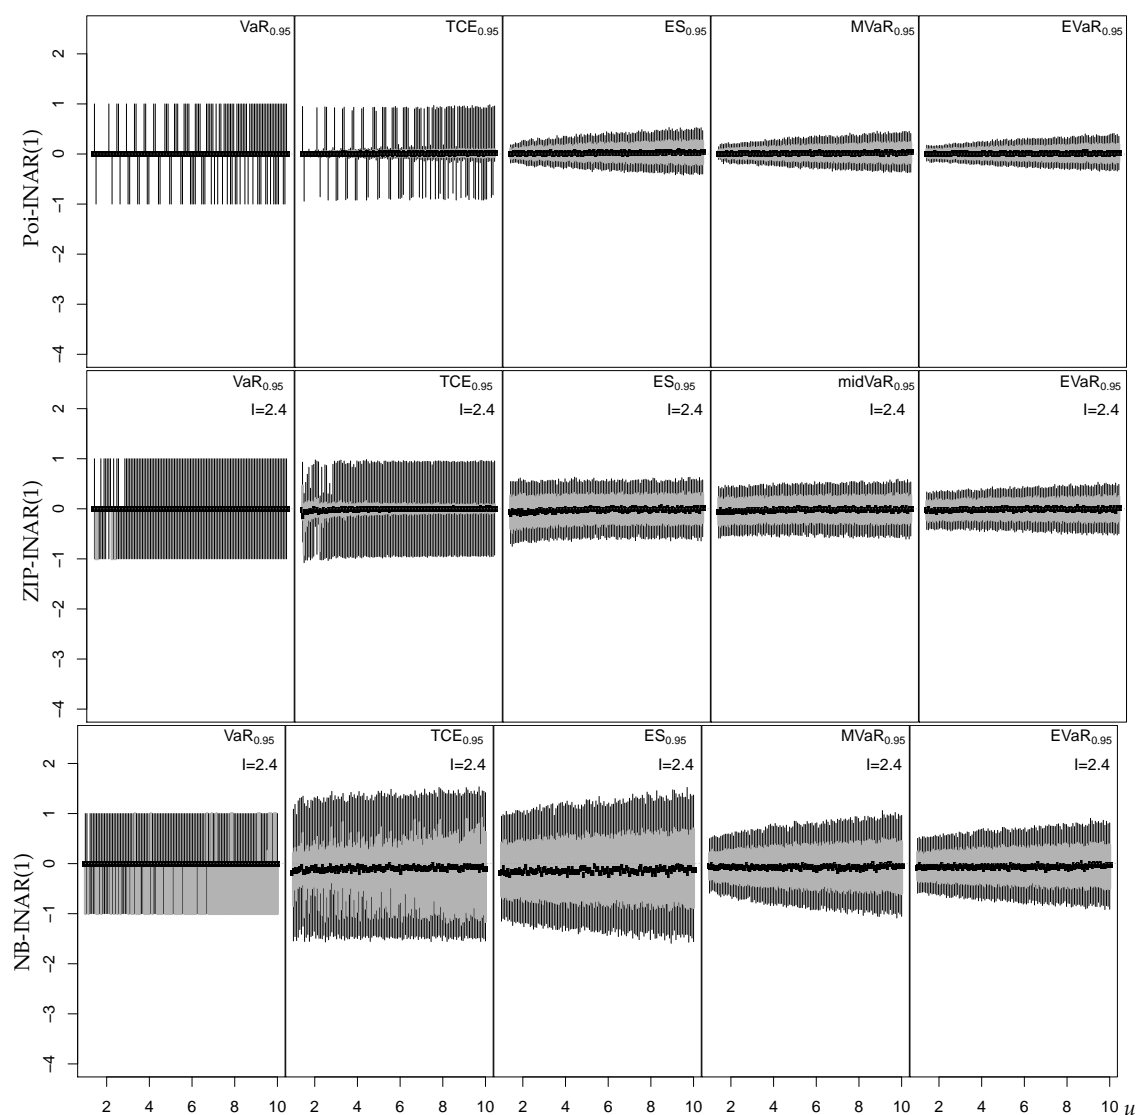 VaR0.95 TCE0.95 ES0.95 MVaR0.95 EVaR0.95
2
1
0
−1
−2
−3
−4
Poi-INAR(1)
VaR0.95 TCE0.95 ES0.95 midVaR0.95 EVaR0.95
I=2.4 I=2.4 I=2.4 I=2.4 I=2.4
2
1
0
−1
−2
−3
−4
ZIP-INAR(1)
VaR0.95 TCE0.95 ES0.95 MVaR0.95 EVaR0.95
I=2.4 I=2.4 I=2.4 I=2.4 I=2.4
2
1
0
−1
−2
−3
−4
NB-INAR(1)
2 4 6 8 10 2 4 6 8 10 2 4 6 8 10 2 4 6 8 10 2 4 6 8 10